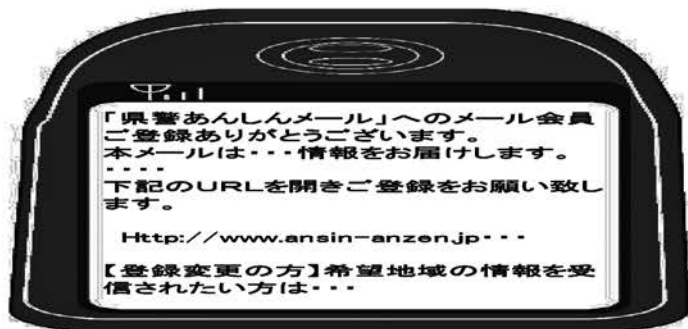 「県警あんしんメール」へのメール会員
ご登録ありがとうございます。
本メールは・・・情報をお届けします。
・・・・
下記のURLを開きご登録をお願い致し
ます。
Http://www.ansin-anzen.jp・・・
【登録変更の方】希望地域の情報を受
信されたい方は・・・